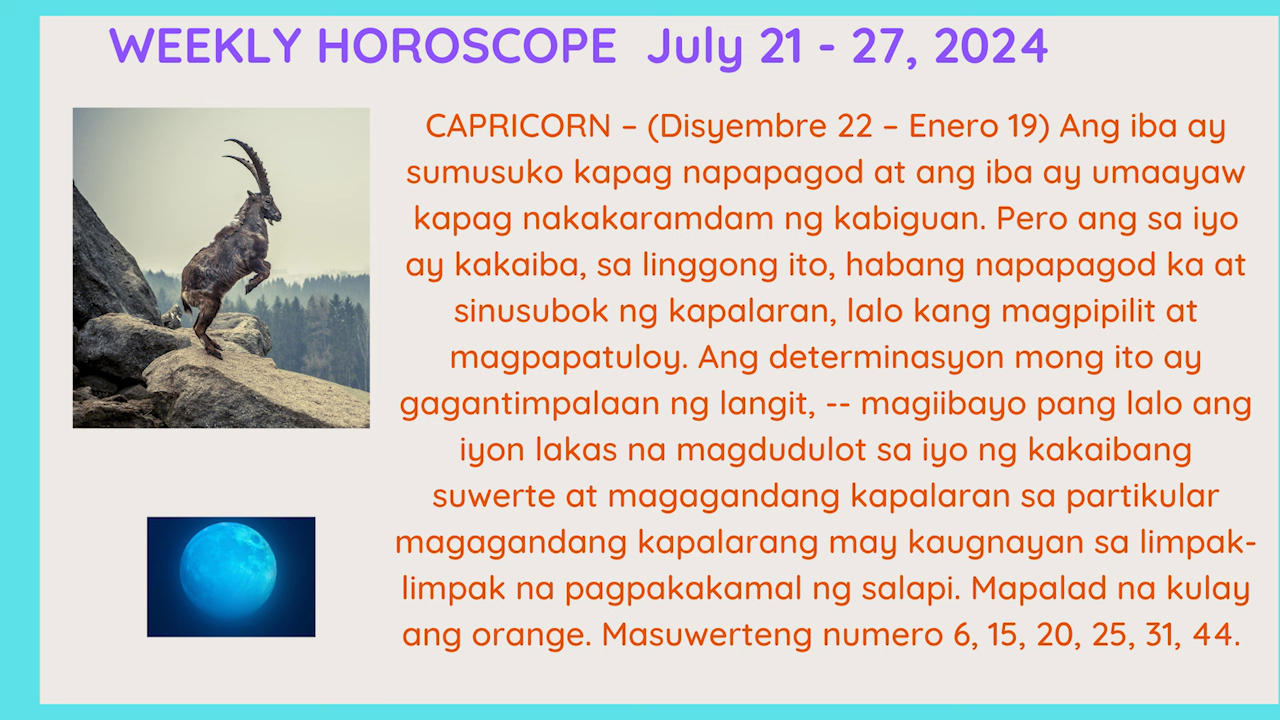 WEEKLY HOROSCOPE July 21 - 27, 2024
CAPRICORN – (Disyembre 22 – Enero 19) Ang iba ay
sumusuko kapag napapagod at ang iba ay umaayaw
kapag nakakaramdam ng kabiguan. Pero ang sa iyo
ay kakaiba, sa linggong ito, habang napapagod ka at
sinusubok ng kapalaran, lalo kang magpipilit at
magpapatuloy. Ang determinasyon mong ito ay
gagantimpalaan ng langit, -- magiibayo pang lalo ang
iyon lakas na magdudulot sa iyo ng kakaibang
suwerte at magagandang kapalaran sa partikular
magagandang kapalarang may kaugnayan sa limpak-
limpak na pagpakakamal ng salapi. Mapalad na kulay
ang orange. Masuwerteng numero 6, 15, 20, 25, 31, 44.